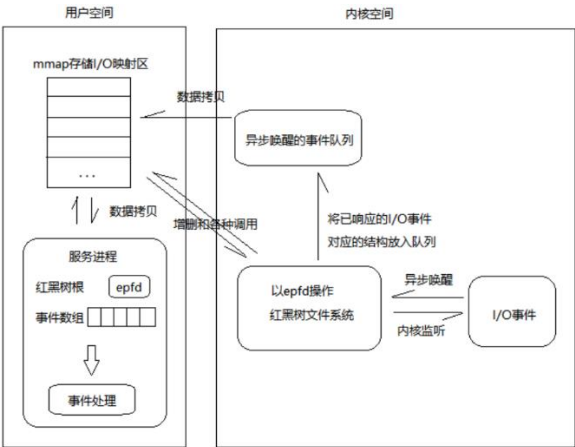 用户空间
内核空间
mmap存储I/O映射区
...
数据拷贝
异步唤醒的事件队列
数据拷贝
增删和各种调用
将已响应的I/O事件
对应的结构放入队列
服务进程
红黑树根
epfd
事件数组
事件处理
以epfd操作
红黑树文件系统
异步唤醒
内核监听
I/O事件